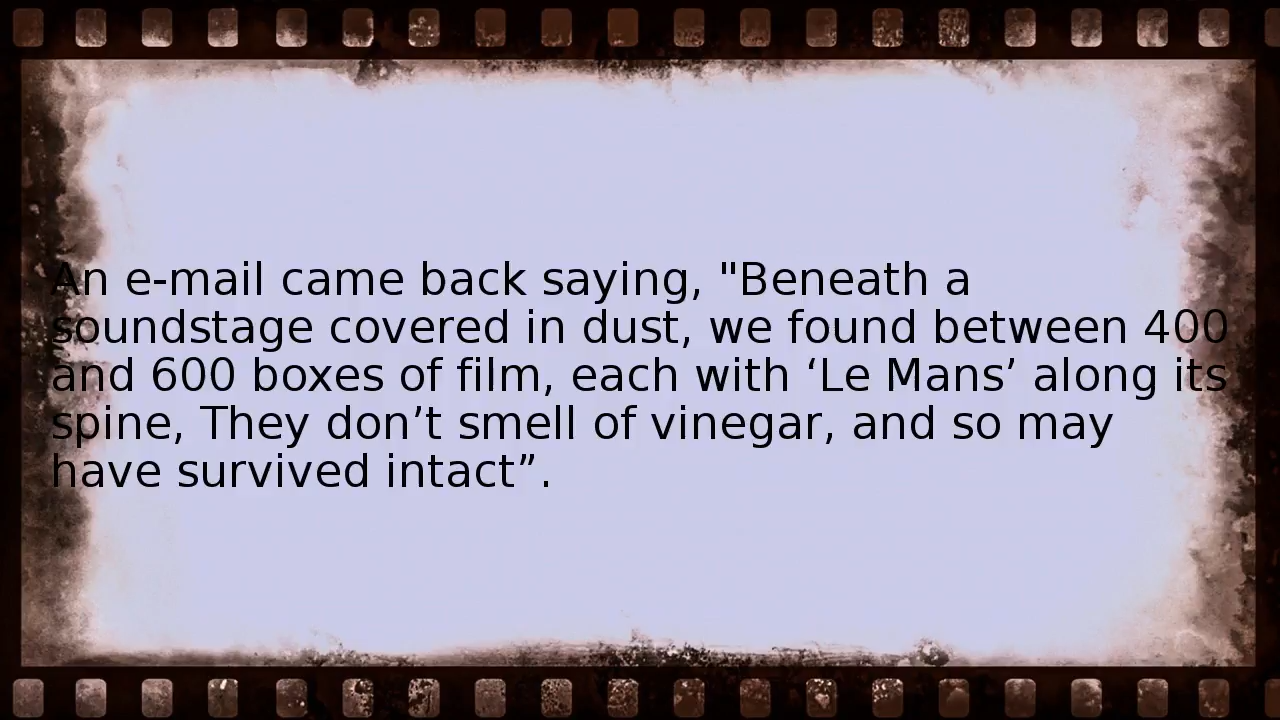 An e-mail came back saying, "Beneath a
soundstage covered in dust, we found between 400
and 600 boxes of film, each with ‘Le Mans’ along its
spine, They don’t smell of vinegar, and so may
have survived intact”.